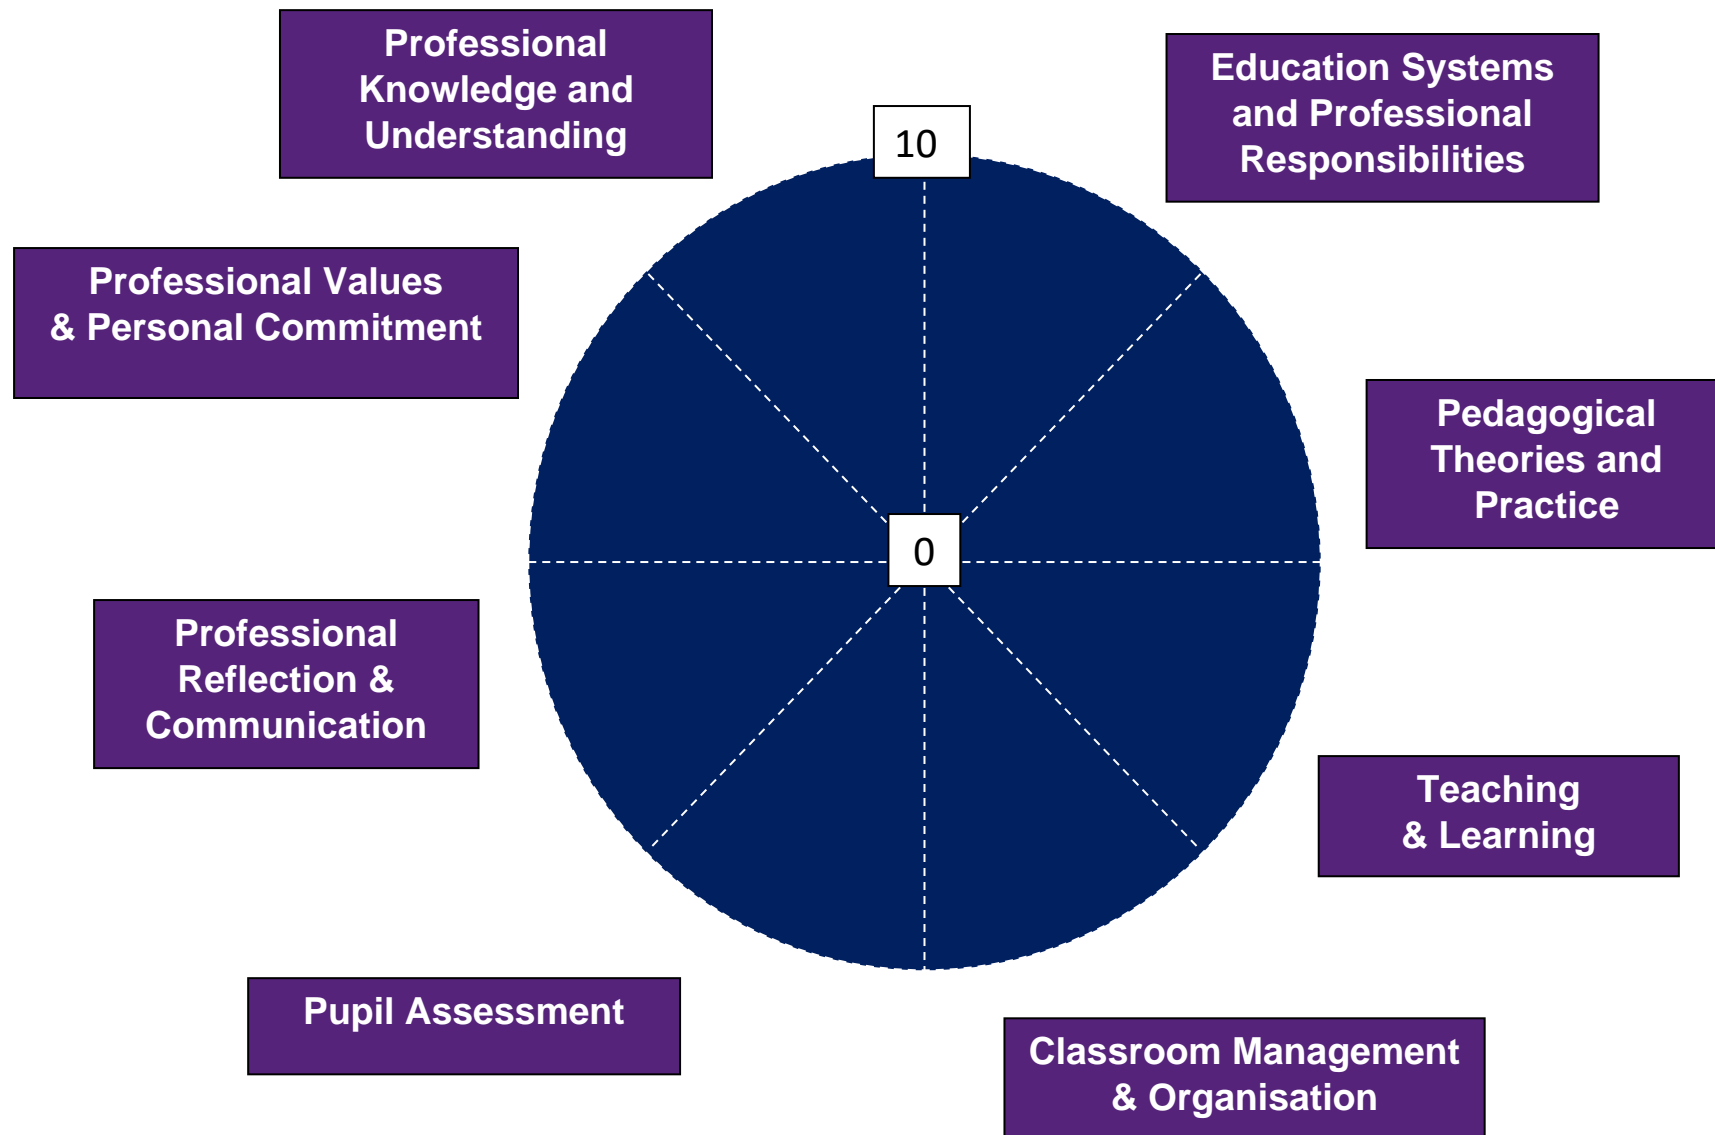 Professional
Knowledge and
Understanding
Education Systems
and Professional
Responsibilities
10
Professional Values
& Personal Commitment
Pedagogical
Theories and
Practice
0
Professional
Reflection &
Communication
Teaching
& Learning
Pupil Assessment
Classroom Management
& Organisation